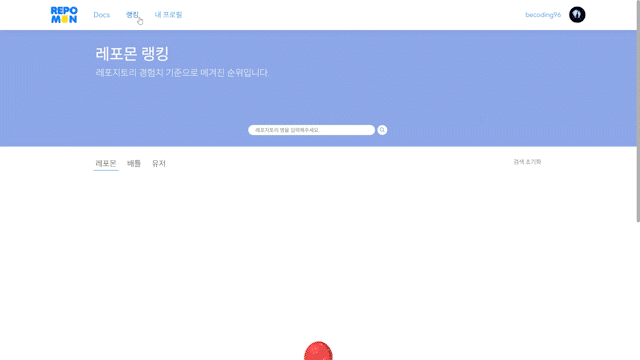 REPO
MON
Docs
랭킹
내 프로필
becoding96
레포몬 랭킹
레포지토리 경험치 기준으로 메겨진 순위입니다.
레포지토리 명을 입력해주세요
레포몬
배틀
유저
검색 초기화